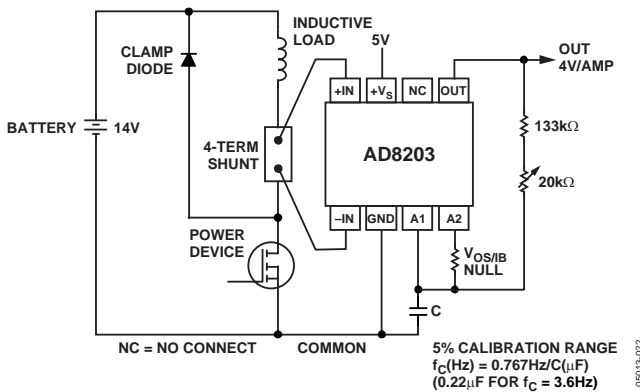 INDUCTIVE
LOAD
CLAMP
DIODE
5V
OUT
4V/AMP
+IN
+VS
NC
OUT
BATTERY
14V
4-TERM
SHUNT
AD8203
133kΩ
20kΩ
–IN
GND
A1
A2
POWER
DEVICE
VOS/IB
NULL
C
NC = NO CONNECT
COMMON
5% CALIBRATION RANGE
fC(Hz) = 0.767Hz/C(μF)
(0.22μF FOR fC = 3.6Hz)
05013-022